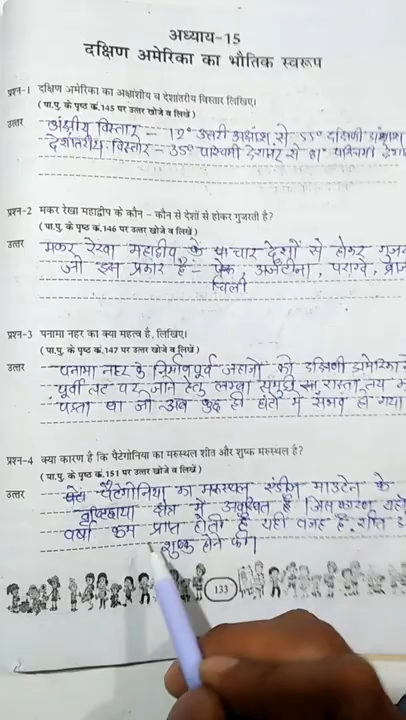 अध्याय-15
दक्षिण अमेरिका का भौतिक स्वरूप
प्रश्न-1 दक्षिण अमेरिका का अक्षांशीय व देशांतरीय विस्तार लिखिए।
( पा.पु. के पृष्ठ कं.145 पर उत्तर खोजे व लिखें )
उत्तर अक्षांशीय विस्तार - 12° उत्तरी अक्षांश से 55° दक्षिणी अक्षांश
देशांतरीय विस्तार - 35° पश्चिमी देशांतर से 81° पश्चिमी
प्रश्न-2 मकर रेखा महाद्वीप के कौन - कौन से देशों से होकर गुजरती है?
( पा.पु. के पृष्ठ कं.146 पर उत्तर खोजे व लिखें )
उत्तर मकर रेखा महाद्वीप के चार देशों से होकर
जो इस प्रकार है - अर्जेंटीना, पराग्वे,
चिली
प्रश्न-3 पनामा नहर का क्या महत्व है, लिखिए।
( पा.पु. के पृष्ठ कं.147 पर उत्तर खोजे व लिखें )
उत्तर पनामा नहर के निर्माण पूर्व जहाजों को दक्षिणी अमेरिका
पूर्वी तट पर जाने हेतु लम्बा समुद्री रास्ता तय
पड़ता था जो अब कुछ ही घंटों में संभव हो गया
प्रश्न-4 क्या कारण है कि पैटेगोनिया का मरुस्थल शीत और शुष्क मरुस्थल है?
( पा.पु. के पृष्ठ कं.151 पर उत्तर खोजे व लिखें )
उत्तर पैटेगोनिया का मरुस्थल एंडीज माउंटेन के
वृष्टिछाया क्षेत्र में अवस्थित है जिस कारण यहाँ
वर्षा कम प्राप्त होती है यही वजह है. शीत
शुष्क होने की।
133